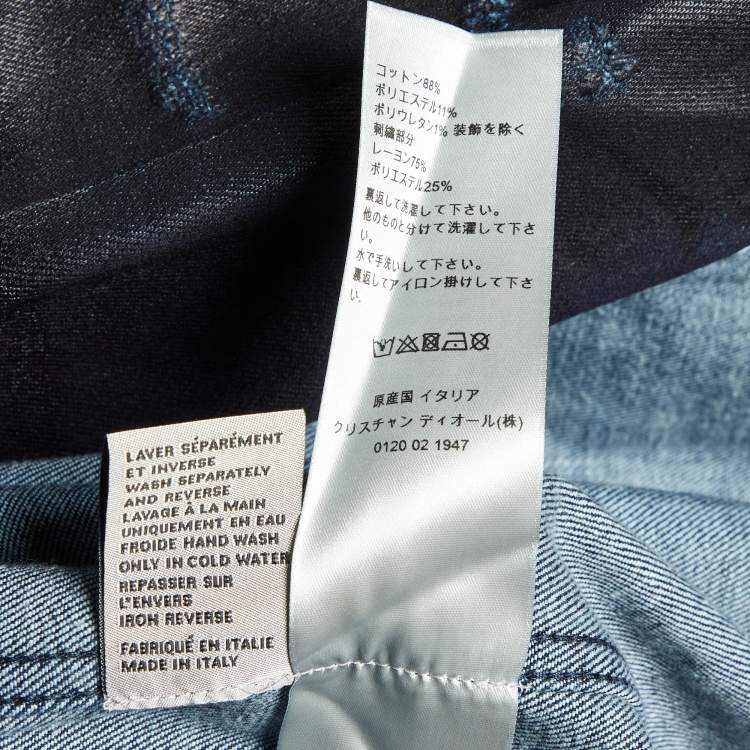 コットン88%
ポリエステル11%
ポリウレタン1% 装飾を除く
刺繍部分
レーヨン75%
ポリエステル25%
裏返して洗濯して下さい。
他のものと分けて洗濯して下さ
い。
水で手洗いして下さい。
裏返してアイロン掛けして下さ
い。
原産国 イタリア
クリスチャン ディオール(株)
0120 02 1947
LAVER SÉPARÉMENT
ET INVERSE
WASH SEPARATELY
AND REVERSE
LAVAGE À LA MAIN
UNIQUEMENT EN EAU
FROIDE HAND WASH
ONLY IN COLD WATER
REPASSER SUR
L'ENVERS
IRON REVERSE
FABRIQUÉ EN ITALIE
MADE IN ITALY